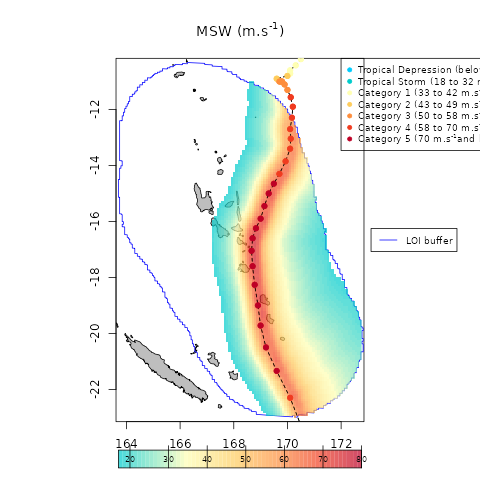 MSW (m.s-1)
Tropical Depression (belo
Tropical Storm (18 to 32 m
Category 1 (33 to 42 m.s
Category 2 (43 to 49 m.s
Category 3 (50 to 58 m.s
Category 4 (58 to 70 m.s
Category 5 (70 m.s-1 and
LOI buffer
-12
-14
-16
-18
-20
-22
164 166 168 170 172
20 30 40 50 60 70 80